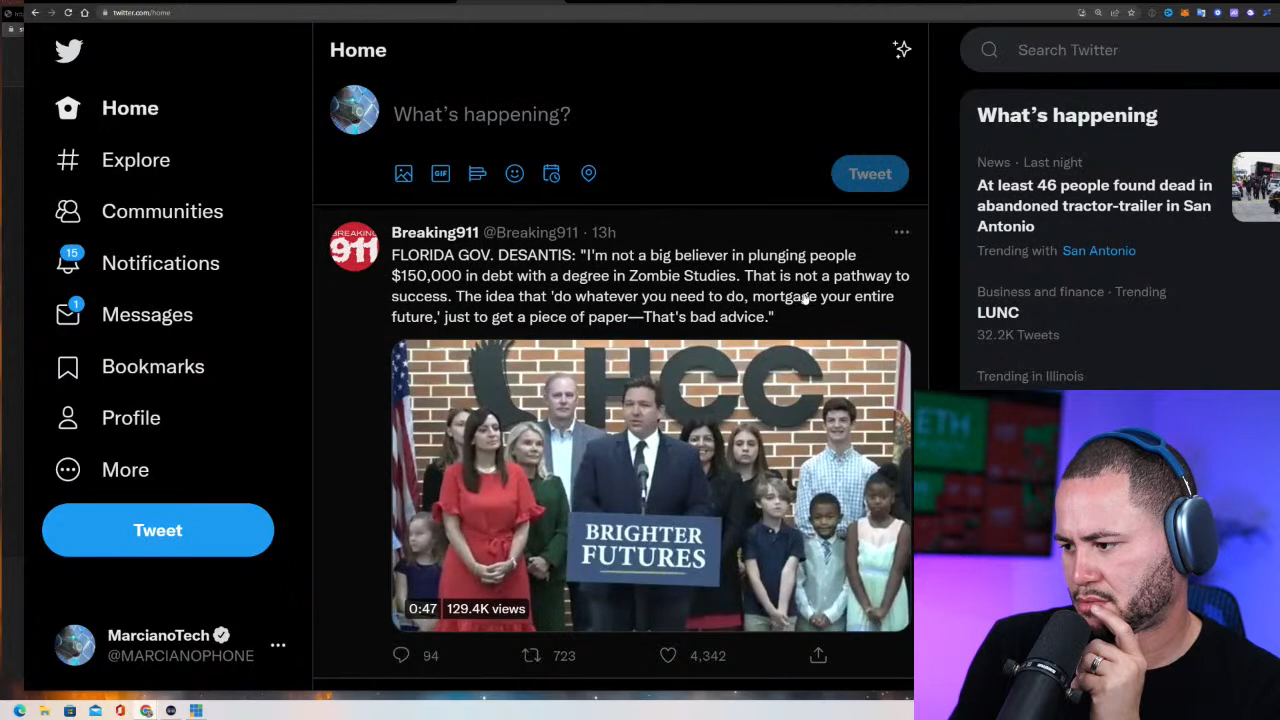 twitter.com/home
Home
Explore
Communities
15
Notifications
1
Messages
Bookmarks
Profile
More
Tweet
MarcianoTech
@MARCIANOPHONE
Home
What's happening?
GIF
Tweet
BREAKING
911
Breaking911 @Breaking911 · 13h
FLORIDA GOV. DESANTIS: "I'm not a big believer in plunging people
$150,000 in debt with a degree in Zombie Studies. That is not a pathway to
success. The idea that 'do whatever you need to do, mortgage your entire
future,' just to get a piece of paper—That's bad advice."
HCC
BRIGHTER
FUTURES
0:47
129.4K views
94
723
4,342
Search Twitter
What's happening
News · Last night
At least 46 people found dead in
abandoned tractor-trailer in San
Antonio
Trending with San Antonio
Business and finance · Trending
LUNC
32.2K Tweets
Trending in Illinois
ETH